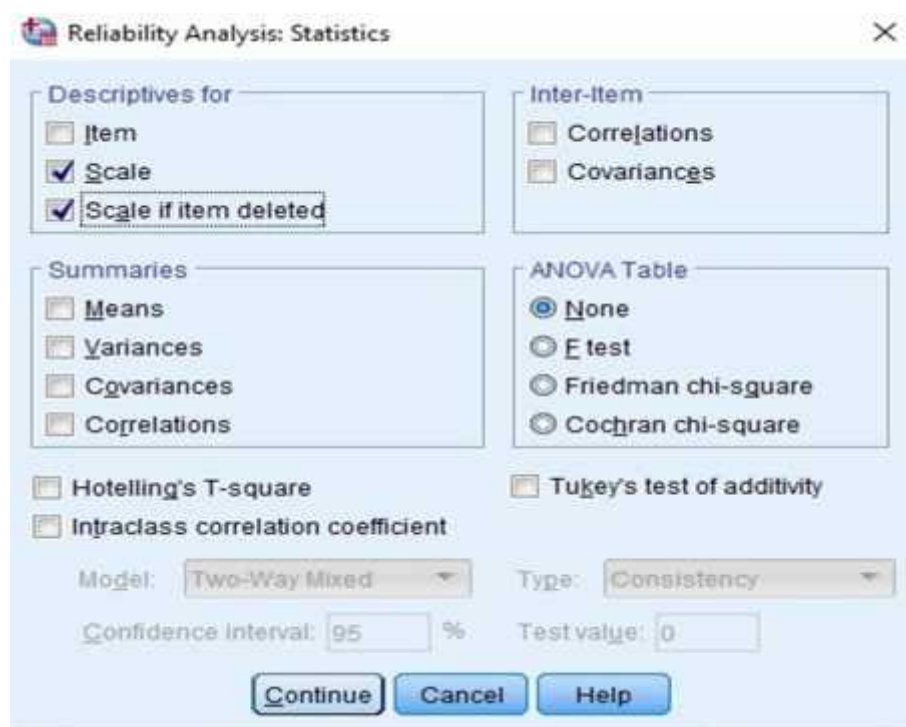 Reliability Analysis: Statistics
Descriptives for
Item
Scale
Scale if item deleted
Inter-Item
Correlations
Covariances
Summaries
Means
Variances
Covariances
Correlations
ANOVA Table
None
F test
Friedman chi-square
Cochran chi-square
Hotelling's T-square
Tukey's test of additivity
Intraclass correlation coefficient
Model: Two-Way Mixed Type: Consistency
Confidence interval: 95 % Test value: 0
Continue Cancel Help